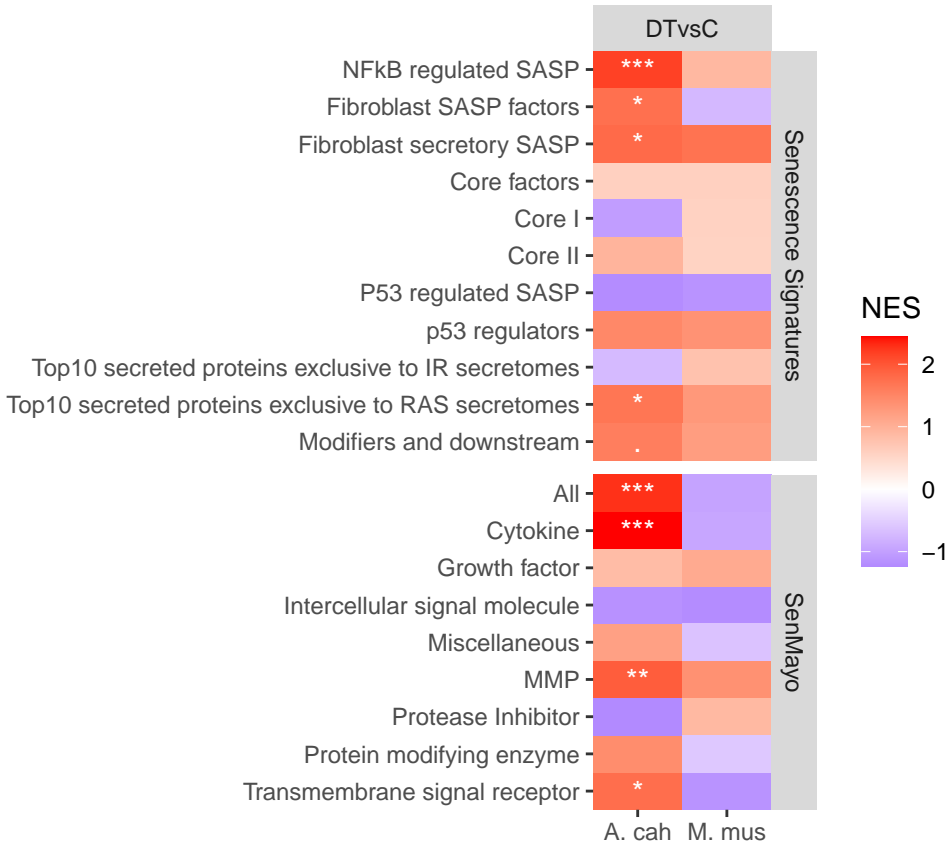 DTvsC
NFkB regulated SASP
***
Fibroblast SASP factors
*
Fibroblast secretory SASP
*
Core factors
Core I
Core II
P53 regulated SASP
p53 regulators
Top10 secreted proteins exclusive to IR secretomes
Top10 secreted proteins exclusive to RAS secretomes
*
Modifiers and downstream
.
Senescence Signatures
All
***
Cytokine
***
Growth factor
Intercellular signal molecule
Miscellaneous
MMP
**
Protease Inhibitor
Protein modifying enzyme
Transmembrane signal receptor
*
SenMayo
A. cah M. mus
NES
2
1
0
−1